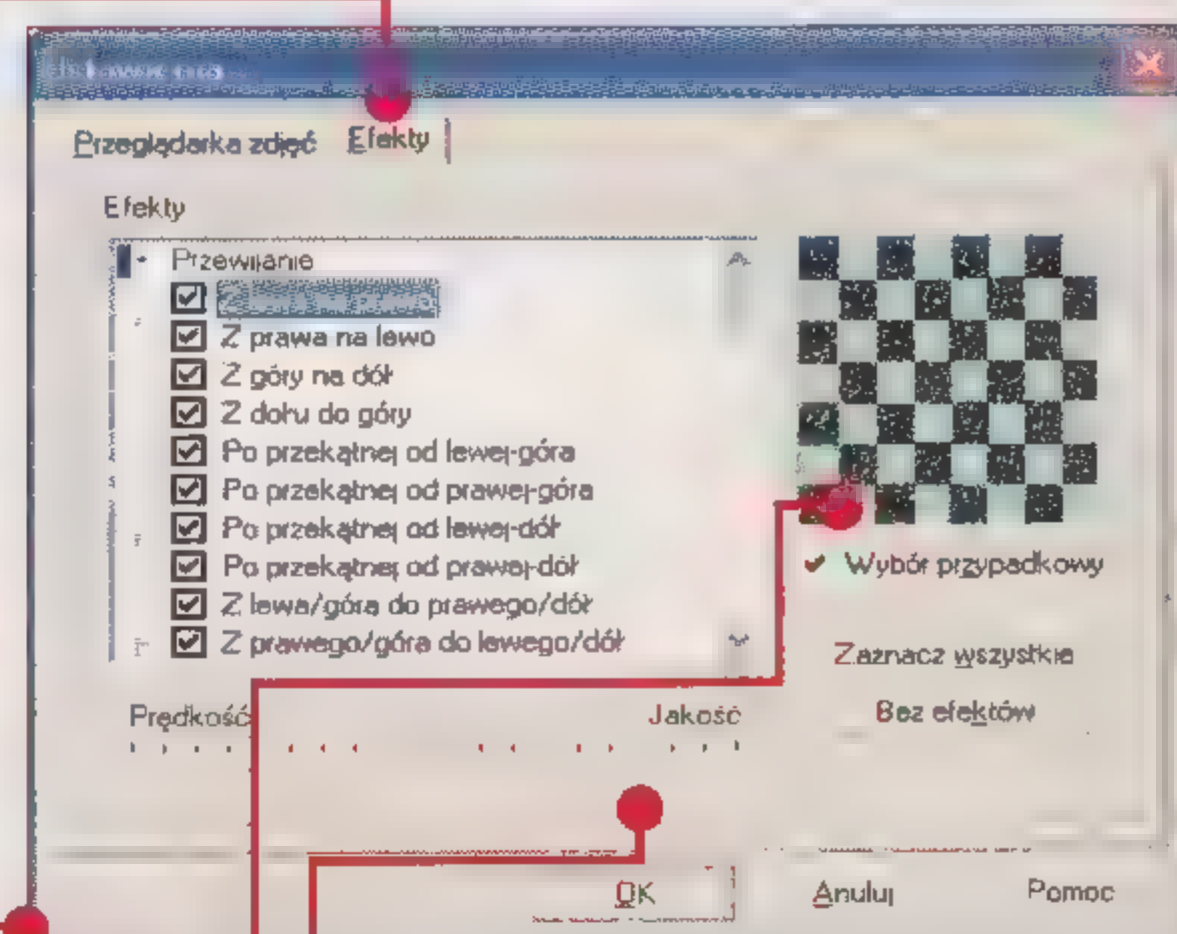 Przeglądarka zdjęć Efekty
Efekty
Przewijanie
Z prawa na lewo
Z góry na dół
Z dołu do góry
Po przekątnej od lewej-góra
Po przekątnej od prawej-góra
Po przekątnej od lewej-dół
Po przekątnej od prawej-dół
Z lewa/góra do prawego/dół
Z prawego/góra do lewego/dół
Wybór przypadkowy
Zaznacz wszystkie
Bez efektów
Prędkość Jakość
OK Anuluj Pomoc